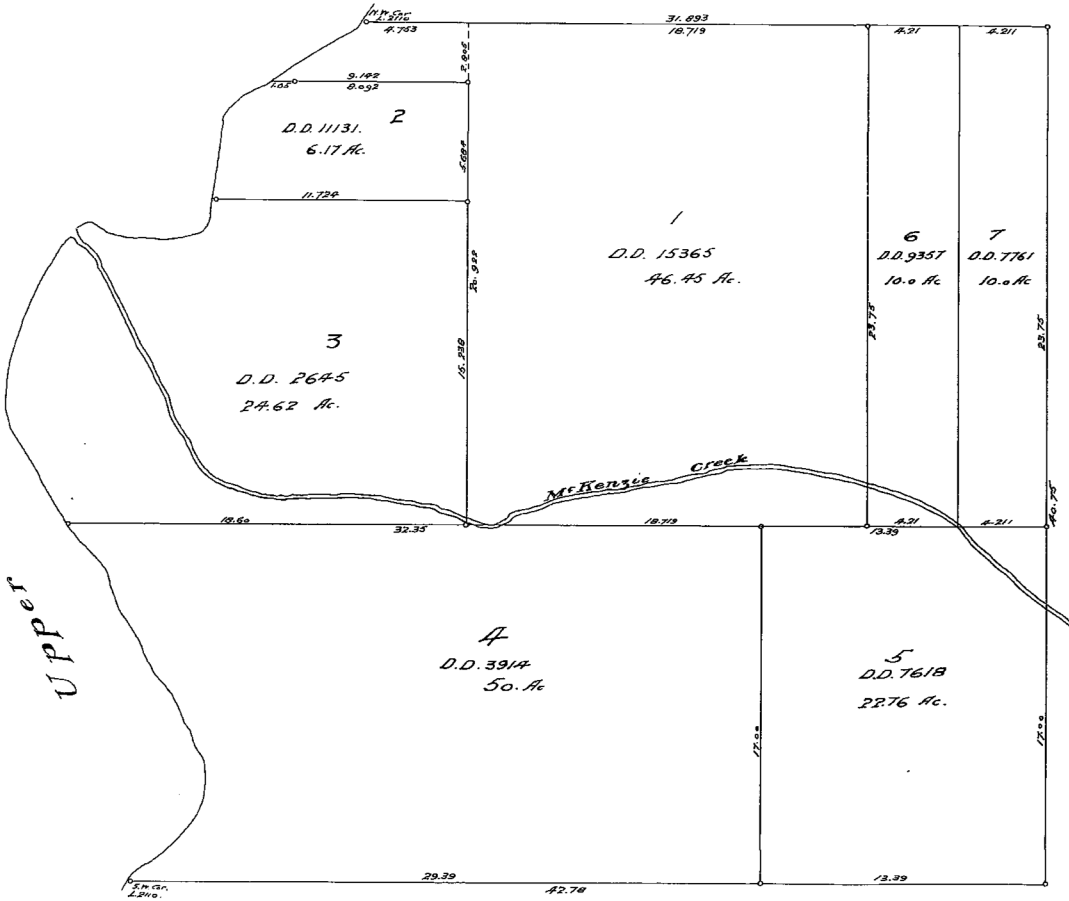 N.W. Cor.
L.2110
4.763
31.893
18.719
4.21
4.211
2.805
9.142
1.05
8.092
2
D.D. 11131.
6.17 Ac.
5.684
11.724
1
D.D. 15365
46.45 Ac.
6
D.D. 9357
10.0 Ac
7
D.D. 7761
10.0 Ac
20.922
23.75
23.75
3
D.D. 2645
24.62 Ac.
15.238
McKenzie Creek
18.60
32.35
18.719
13.39
4.21
4.211
40.75
Upper
4
D.D. 3914
50. Ac
5
D.D. 7618
22.76 Ac.
17.00
17.00
S.W. Cor.
L.2110.
29.39
42.78
13.39